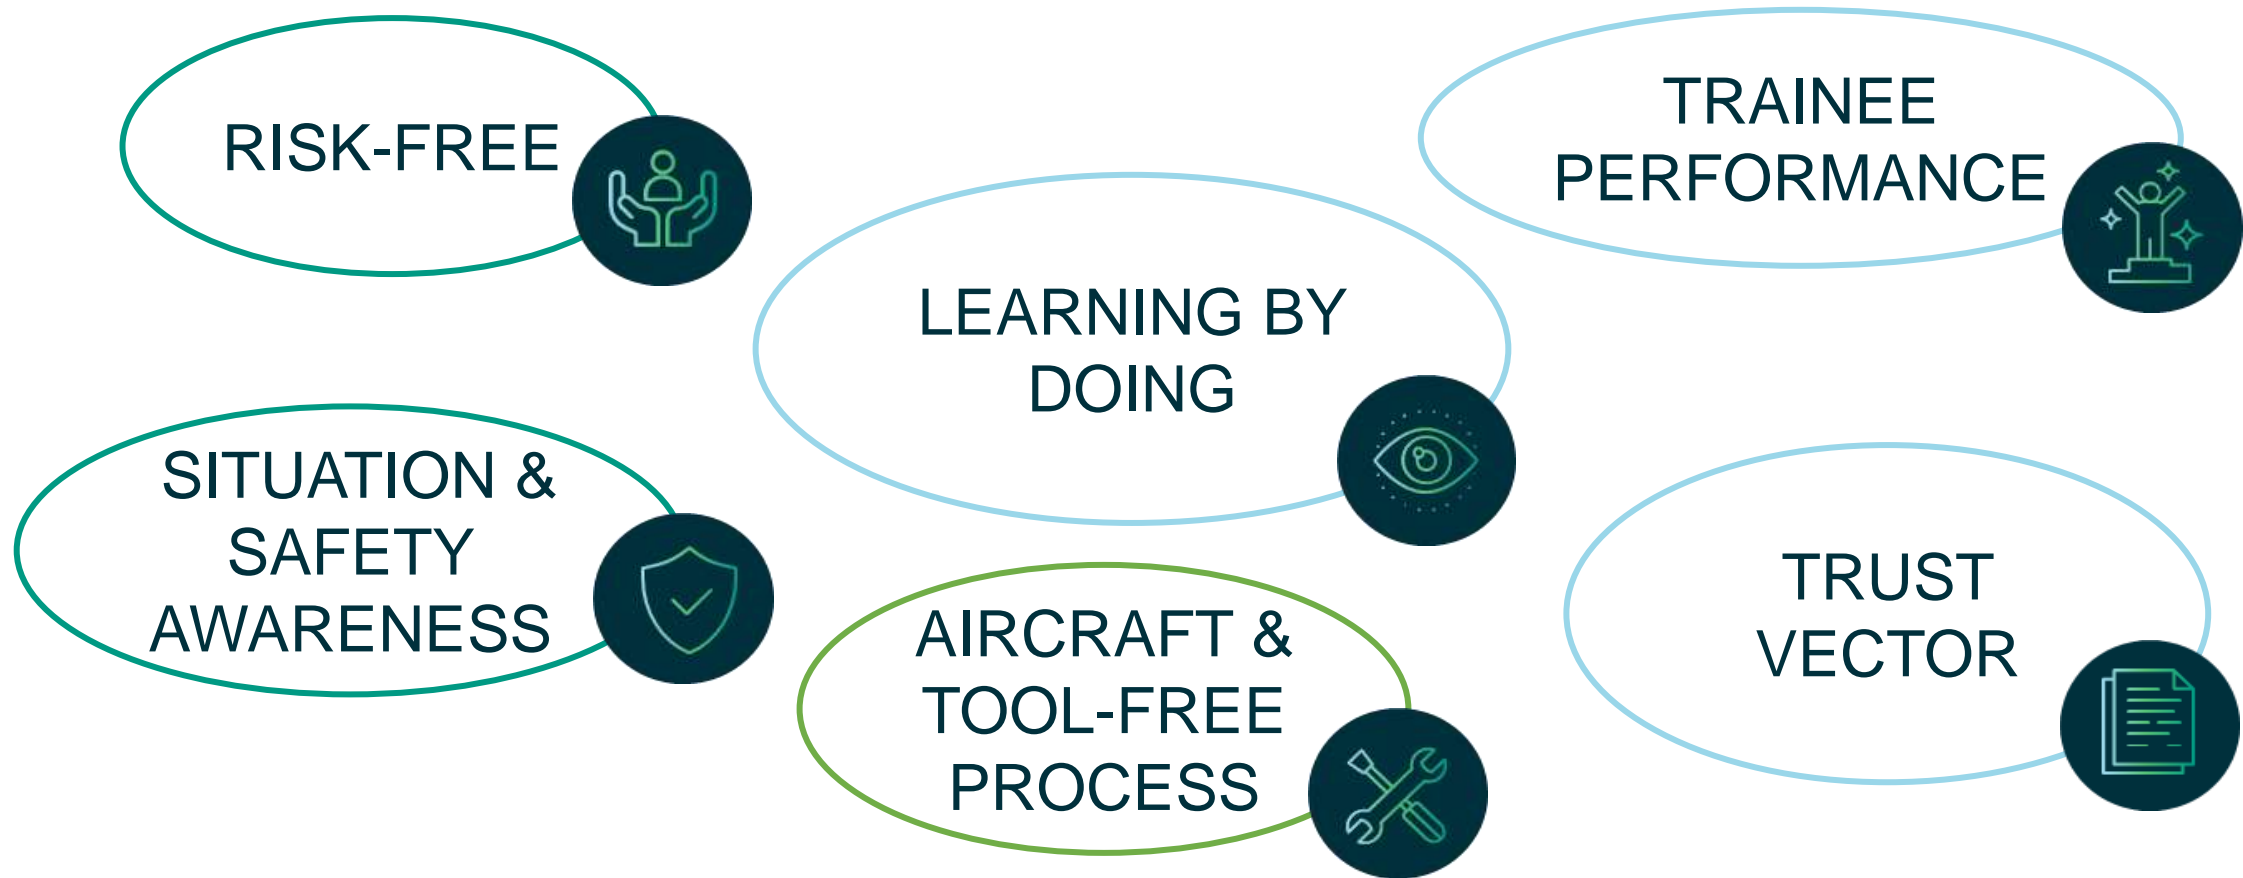 RISK-FREE
TRAINEE
PERFORMANCE
LEARNING BY
DOING
SITUATION &
SAFETY
AWARENESS
AIRCRAFT &
TOOL-FREE
PROCESS
TRUST
VECTOR